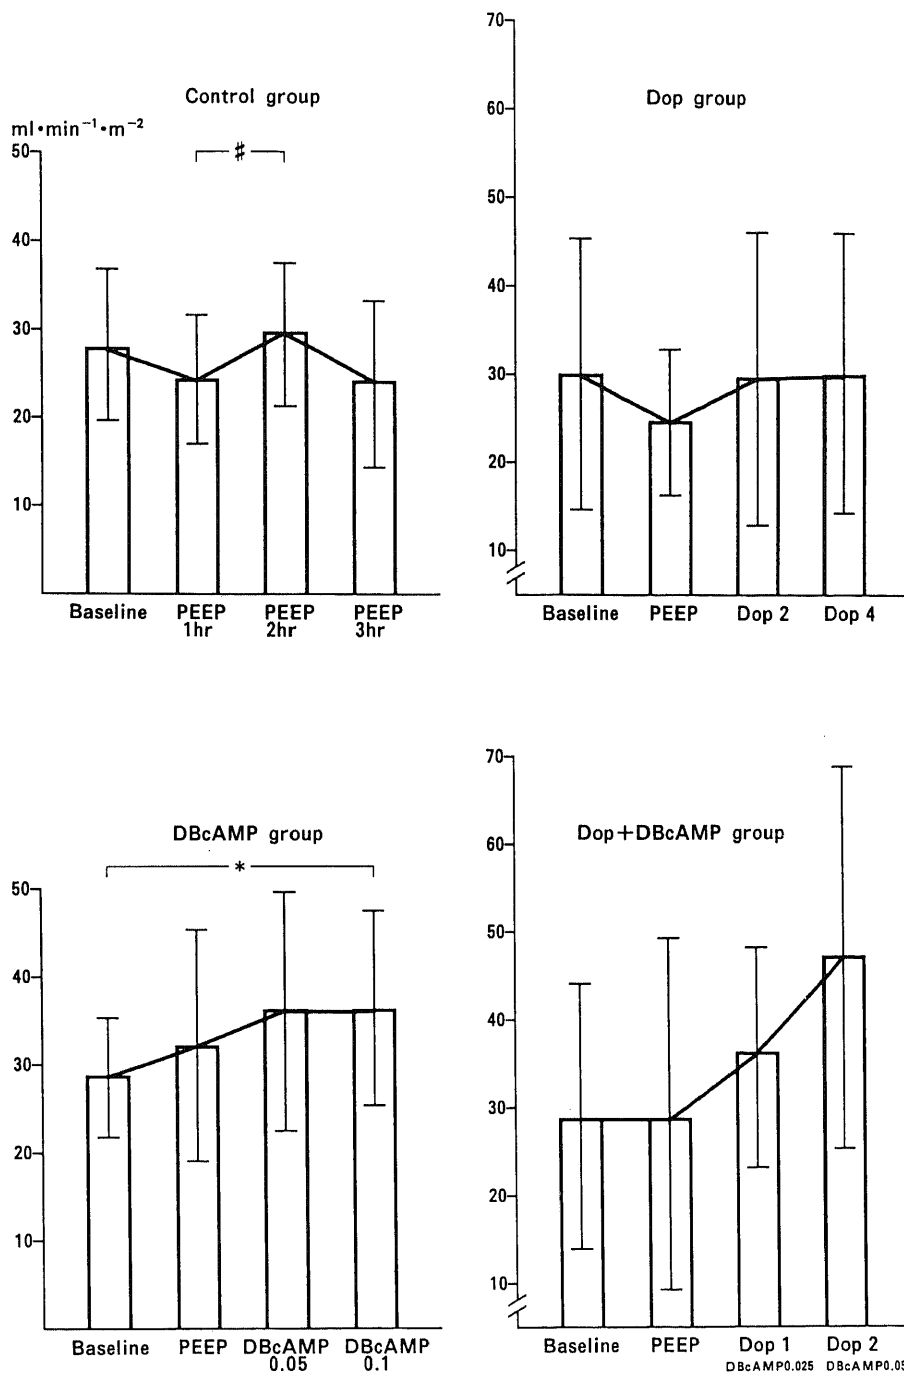 Control group
ml•min⁻¹•m⁻²
50
#
40
30
20
10
Baseline PEEP PEEP PEEP
1hr 2hr 3hr
70
Dop group
60
50
40
30
20
10
Baseline PEEP Dop 2 Dop 4
DBcAMP group
*
50
40
30
20
10
Baseline PEEP DBcAMP DBcAMP
0.05 0.1
70
Dop+DBcAMP group
60
50
40
30
20
10
Baseline PEEP Dop 1 Dop 2
DBcAMP0.025 DBcAMP0.05